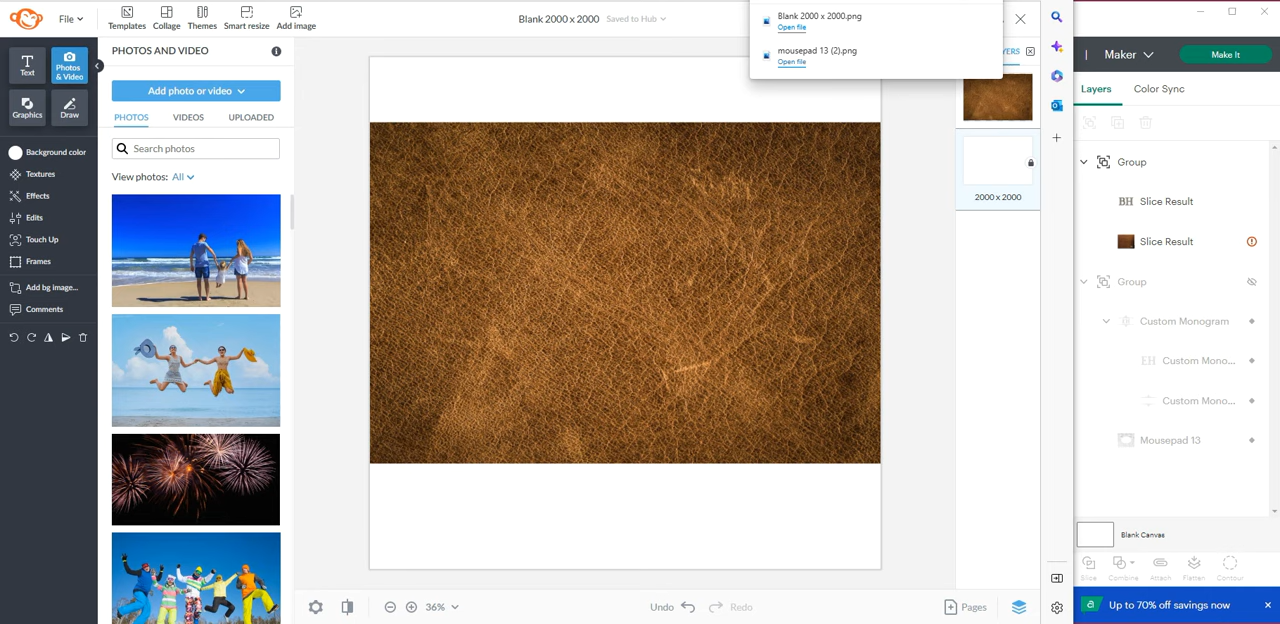 File
Templates
Collage
Themes
Smart resize
Add image
Blank 2000 x 2000
Saved to Hub
Blank 2000 x 2000.png
Open file
mousepad 13 (2).png
Open file
Maker
Make It
Text
Photos
& Video
Graphics
Draw
Background color
Textures
Effects
Edits
Touch Up
Frames
Add bg image...
Comments
PHOTOS AND VIDEO
Add photo or video
PHOTOS
VIDEOS
UPLOADED
Search photos
View photos: All
YERS
2000 x 2000
Layers
Color Sync
Group
BH Slice Result
Slice Result
Group
Custom Monogram
EH Custom Mono...
Custom Mono...
Mousepad 13
Blank Canvas
Slice
Combine
Attach
Flatten
Contour
36%
Undo
Redo
Pages
a Up to 70% off savings now